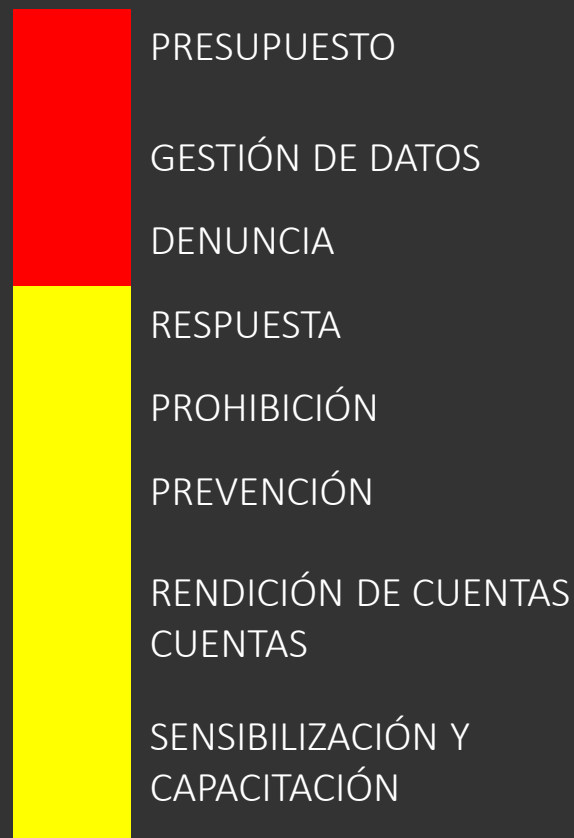 PRESUPUESTO
GESTIÓN DE DATOS
DENUNCIA
RESPUESTA
PROHIBICIÓN
PREVENCIÓN
RENDICIÓN DE CUENTAS
CUENTAS
SENSIBILIZACIÓN Y
CAPACITACIÓN